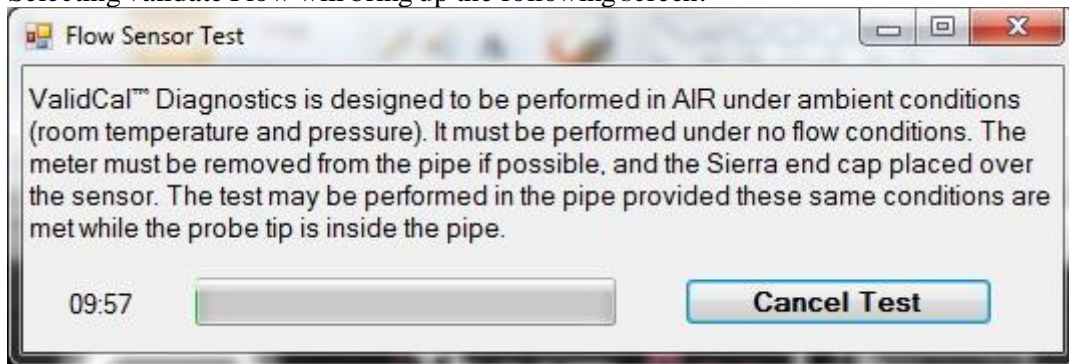 Selecting Validate Flow will bring up the following screen:
Flow Sensor Test
ValidCal™ Diagnostics is designed to be performed in AIR under ambient conditions
(room temperature and pressure). It must be performed under no flow conditions. The
meter must be removed from the pipe if possible, and the Sierra end cap placed over
the sensor. The test may be performed in the pipe provided these same conditions are
met while the probe tip is inside the pipe.
09:57
Cancel Test